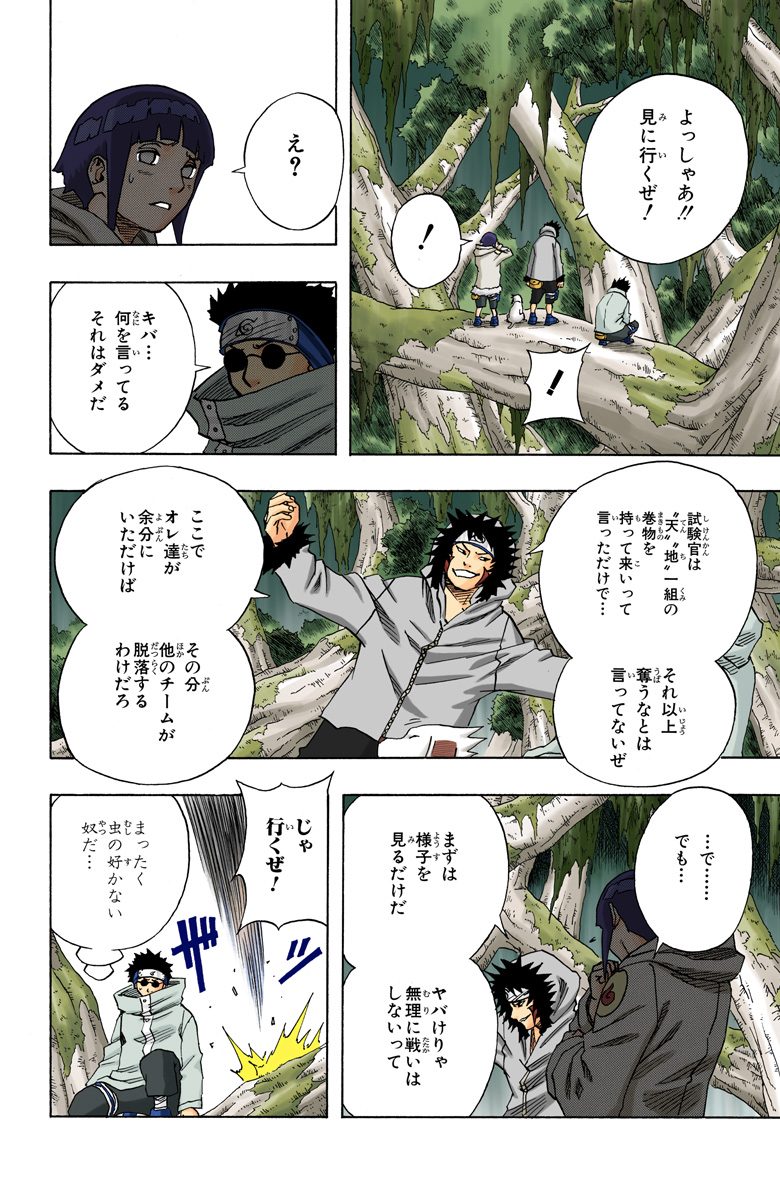 よっしゃあ!!
見に行くぜ!
!
!
え?
キバ…
何を言ってる
それはダメだ
試験官は
〝天〟〝地〟一組の
巻物を
持って来いって
言っただけで…
それ以上
奪うなとは
言ってないぜ
ここで
オレ達が
余分に
いただけば
その分
他のチームが
脱落する
わけだろ
…で……
でも…
まずは
様子を
見るだけだ
ヤバけりゃ
無理に戦いは
しないって
じゃ
行くぜ!
まったく
虫の好かない
奴だ…